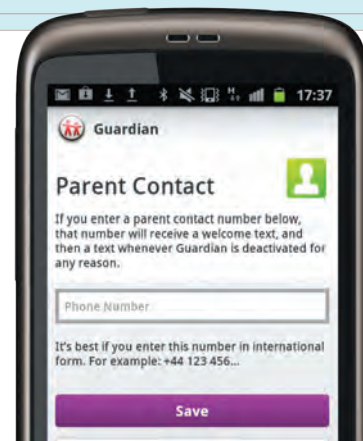 17:37
Guardian
Parent Contact
If you enter a parent contact number below,
that number will receive a welcome text, and
then a text whenever Guardian is deactivated for
any reason.
Phone Number
It's best if you enter this number in international
form. For example: +44 123 456...
Save